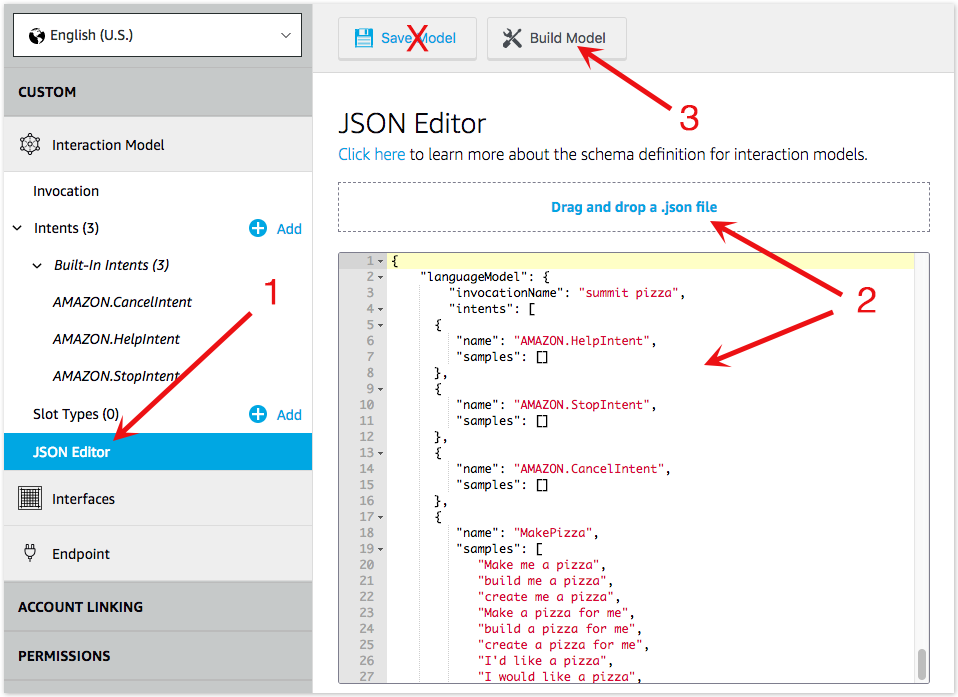 English (U.S.)
Save Model
X
Build Model
CUSTOM
3
JSON Editor
Interaction Model
Click here to learn more about the schema definition for interaction models.
Invocation
Drag and drop a .json file
Intents (3)
Add
Built-In Intents (3)
AMAZON.CancelIntent
1
AMAZON.HelpIntent
2
AMAZON.StopIntent
Slot Types (0)
Add
JSON Editor
Interfaces
Endpoint
ACCOUNT LINKING
PERMISSIONS
1 {
2 "languageModel": {
3 "invocationName": "summit pizza",
4 "intents": [
5 {
6 "name": "AMAZON.HelpIntent",
7 "samples": []
8 },
9 {
10 "name": "AMAZON.StopIntent",
11 "samples": []
12 },
13 {
14 "name": "AMAZON.CancelIntent",
15 "samples": []
16 },
17 {
18 "name": "MakePizza",
19 "samples": [
20 "Make me a pizza",
21 "build me a pizza",
22 "create me a pizza",
23 "Make a pizza for me",
24 "build a pizza for me",
25 "create a pizza for me",
26 "I'd like a pizza",
27 "I would like a pizza",